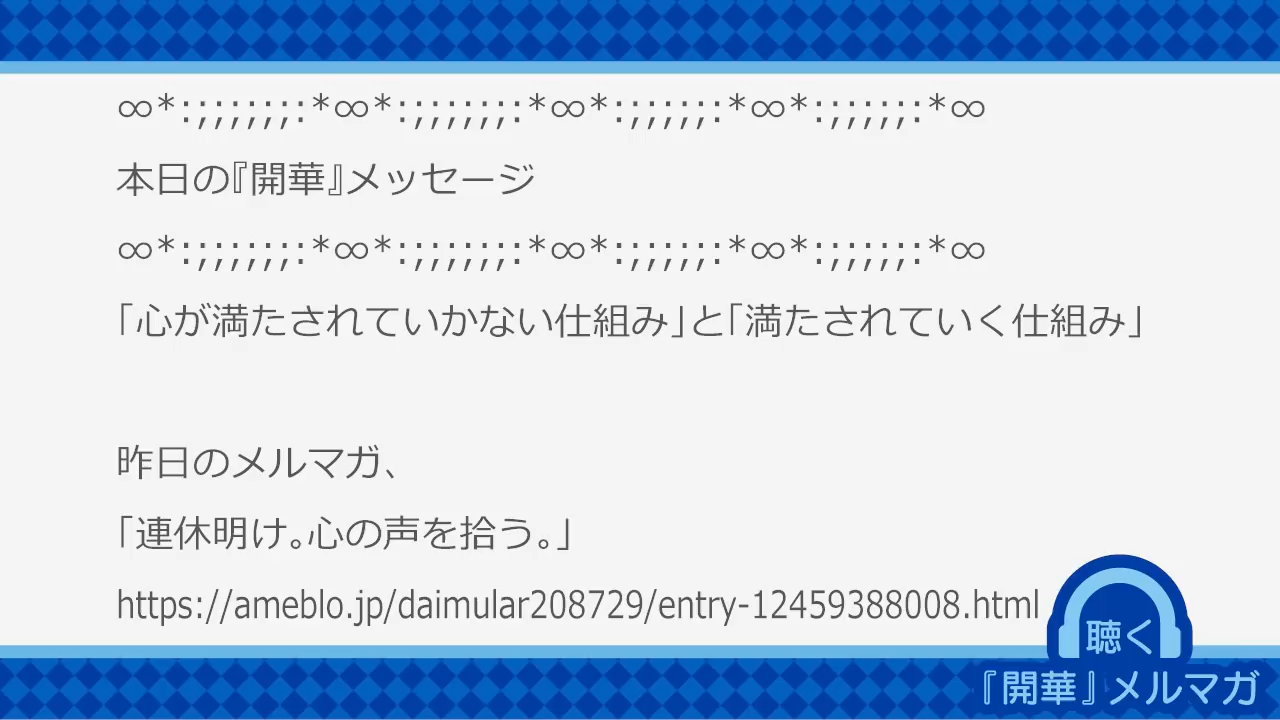 ∞*:;;;;;;:*∞*:;;;;;;:*∞*:;;;;;:*∞*:;;;;;:*∞
本日の『開華』メッセージ
∞*:;;;;;;:*∞*:;;;;;;:*∞*:;;;;;:*∞*:;;;;;:*∞
「心が満たされていかない仕組み」と「満たされていく仕組み」
昨日のメルマガ、
「連休明け。心の声を拾う。」
https://ameblo.jp/daimular208729/entry-12459388008.html
聴く
『開華』メルマガ